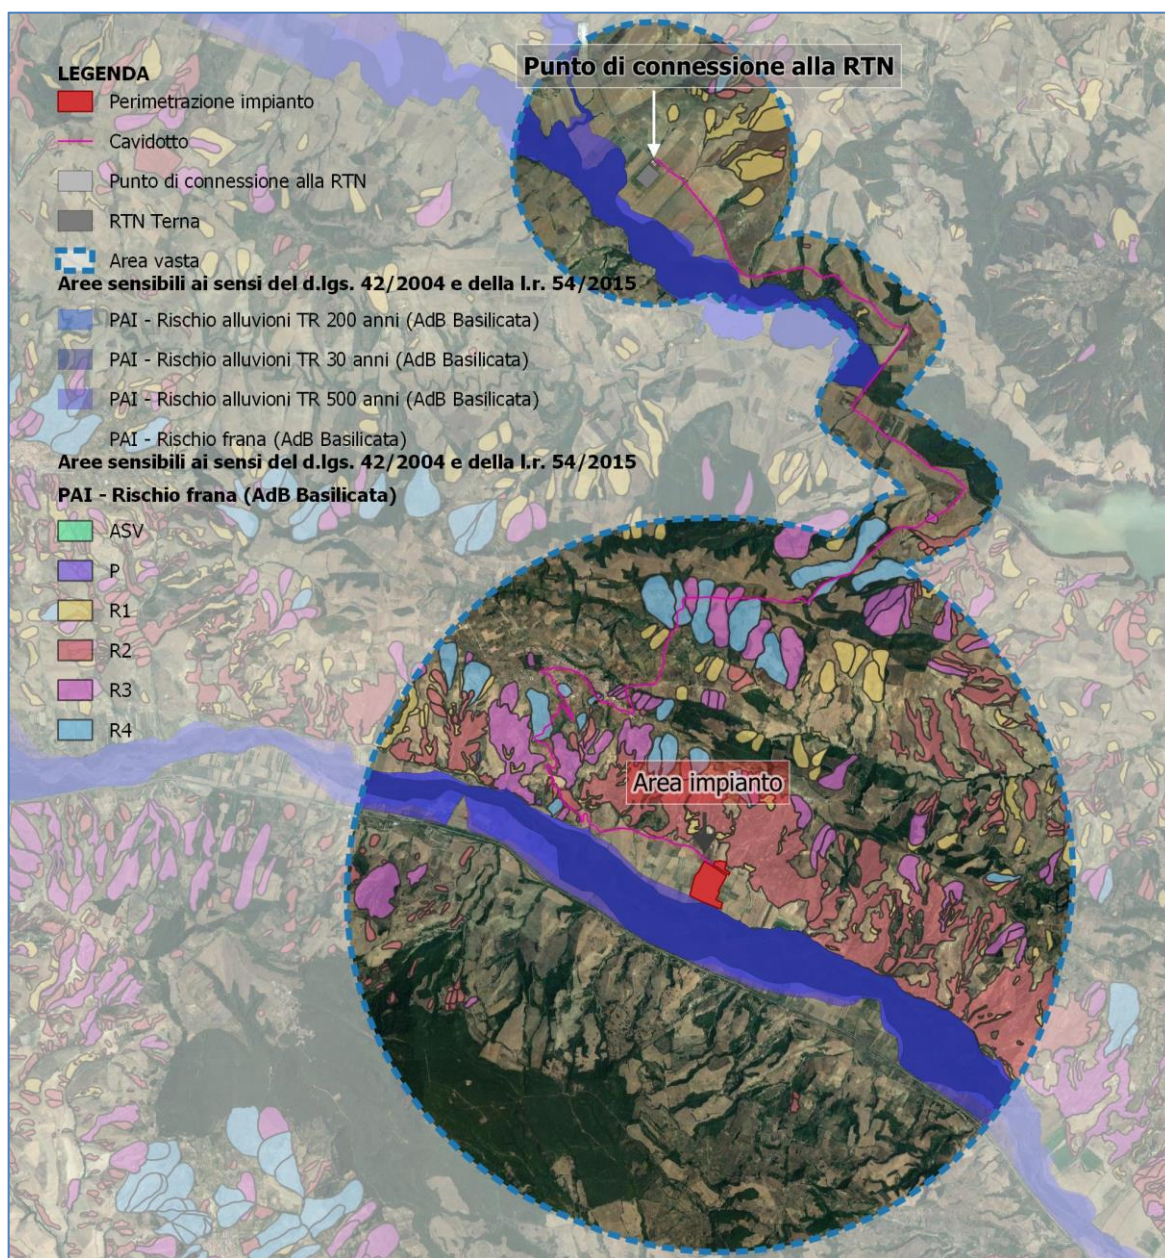 Punto di connessione alla RTN
LEGENDA
Perimetrazione impianto
Cavidotto
Punto di connessione alla RTN
RTN Terna
Area vasta
Aree sensibili ai sensi del d.lgs. 42/2004 e della l.r. 54/2015
PAI - Rischio alluvioni TR 200 anni (AdB Basilicata)
PAI - Rischio alluvioni TR 30 anni (AdB Basilicata)
PAI - Rischio alluvioni TR 500 anni (AdB Basilicata)
PAI - Rischio frana (AdB Basilicata)
Aree sensibili ai sensi del d.lgs. 42/2004 e della l.r. 54/2015
PAI - Rischio frana (AdB Basilicata)
ASV
P
R1
R2
R3
R4
Area impianto